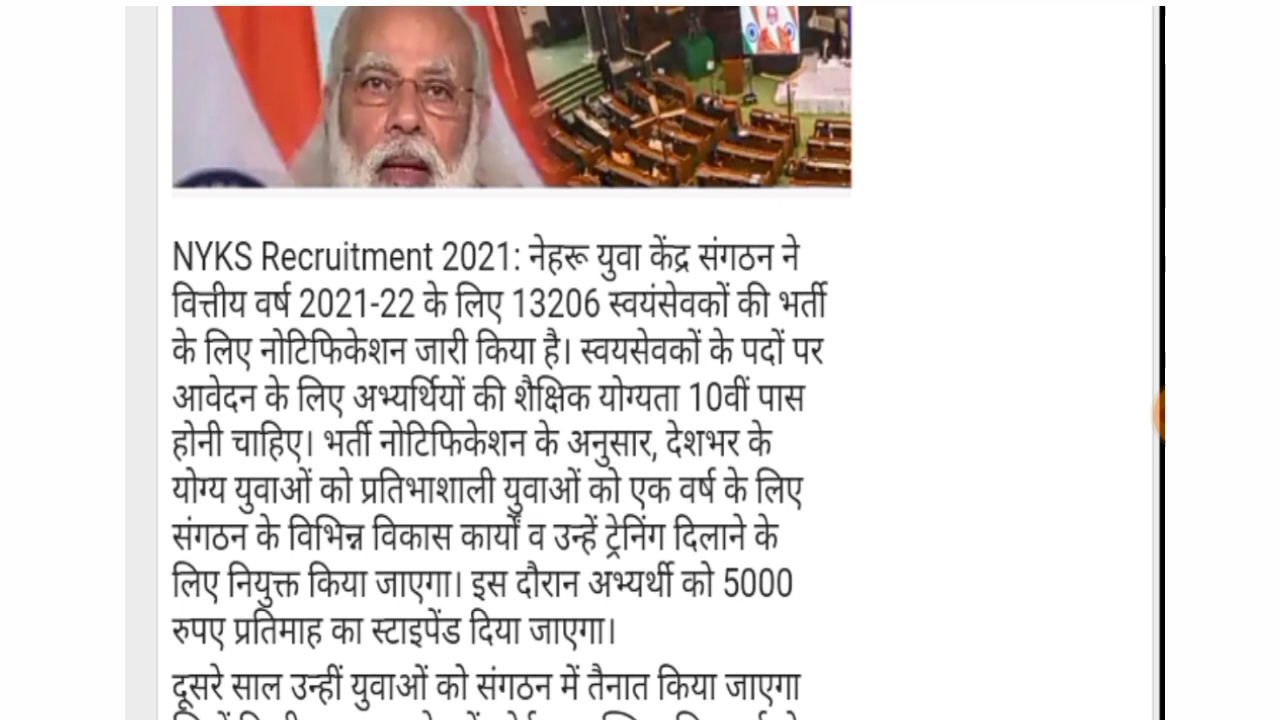 NYKS Recruitment 2021: नेहरू युवा केंद्र संगठन ने
वित्तीय वर्ष 2021-22 के लिए 13206 स्वयंसेवकों की भर्ती
के लिए नोटिफिकेशन जारी किया है। स्वयसेवकों के पदों पर
आवेदन के लिए अभ्यर्थियों की शैक्षिक योग्यता 10वीं पास
होनी चाहिए। भर्ती नोटिफिकेशन के अनुसार, देशभर के
योग्य युवाओं को प्रतिभाशाली युवाओं को एक वर्ष के लिए
संगठन के विभिन्न विकास कार्यों व उन्हें ट्रेनिंग दिलाने के
लिए नियुक्त किया जाएगा। इस दौरान अभ्यर्थी को 5000
रुपए प्रतिमाह का स्टाइपेंड दिया जाएगा।
दूसरे साल उन्हीं युवाओं को संगठन में तैनात किया जाएगा